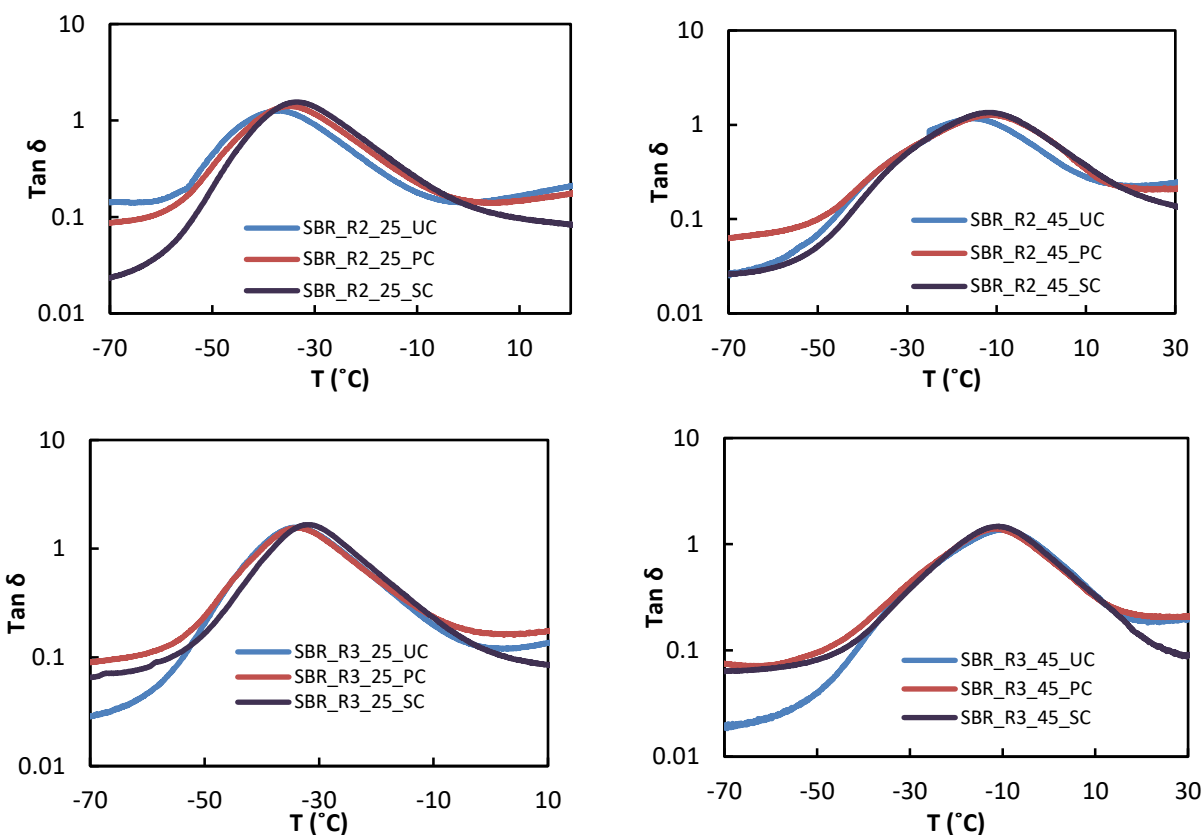 10
1
0.1
0.01
Tan δ
-70
-50
-30
-10
10
T (˚C)
SBR_R2_25_UC
SBR_R2_25_PC
SBR_R2_25_SC
10
1
0.1
0.01
Tan δ
-70
-50
-30
-10
10
30
T (˚C)
SBR_R2_45_UC
SBR_R2_45_PC
SBR_R2_45_SC
10
1
0.1
0.01
Tan δ
-70
-50
-30
-10
10
T (˚C)
SBR_R3_25_UC
SBR_R3_25_PC
SBR_R3_25_SC
10
1
0.1
0.01
Tan δ
-70
-50
-30
-10
10
30
T (˚C)
SBR_R3_45_UC
SBR_R3_45_PC
SBR_R3_45_SC